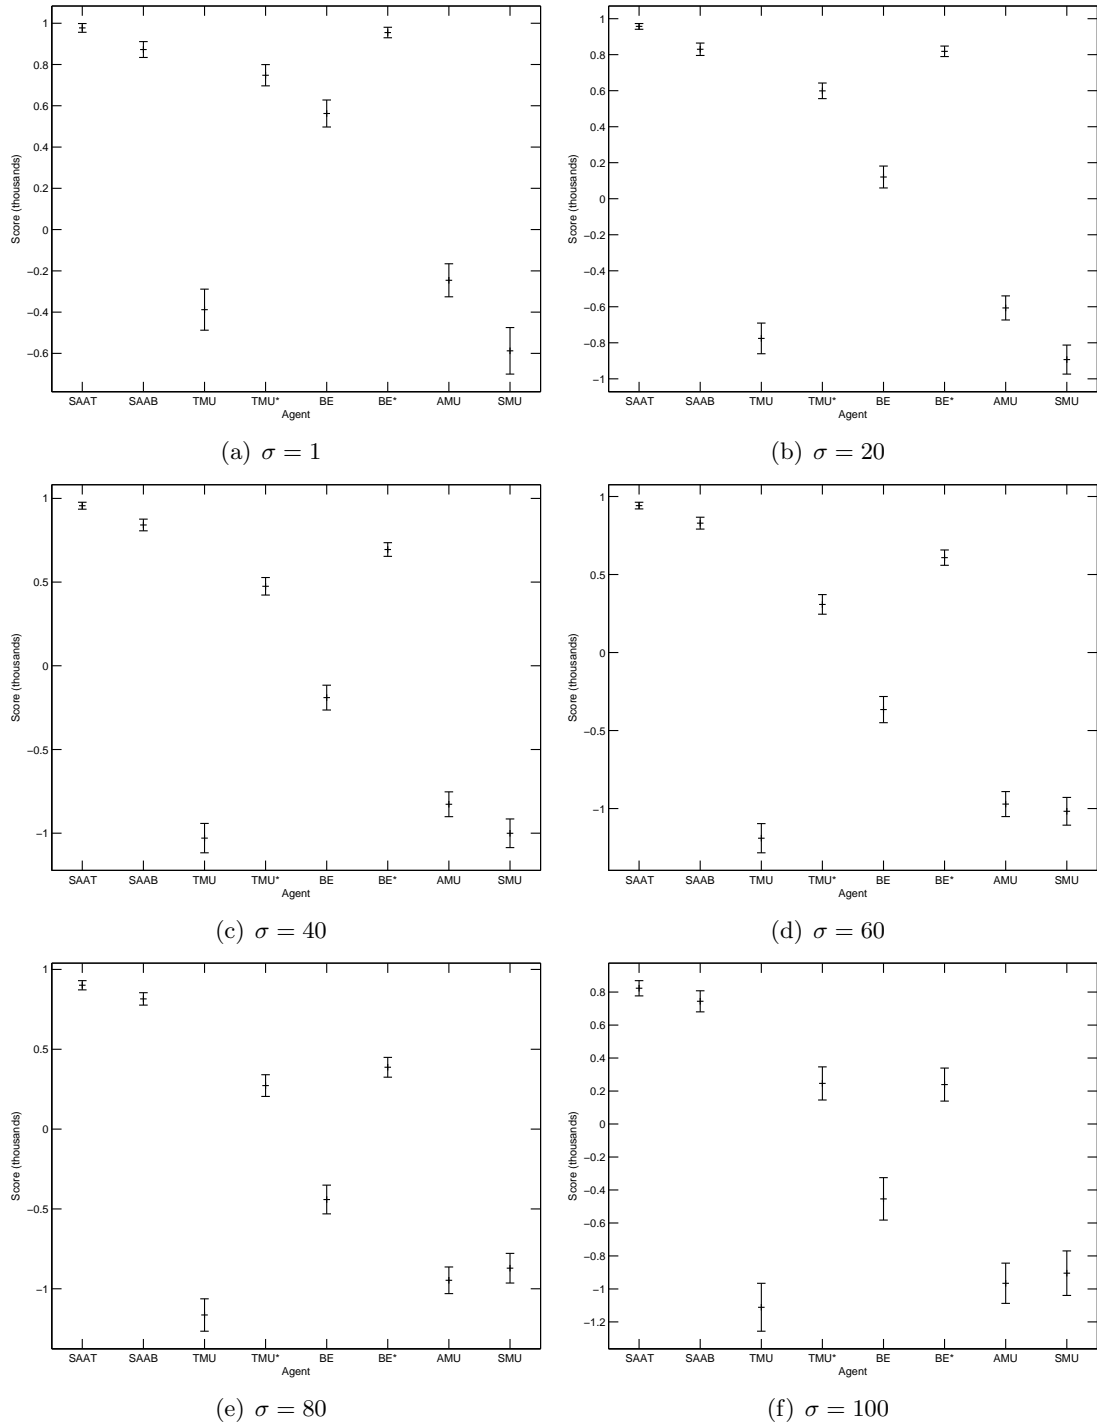 1
0.8
0.6
0.4
0.2
0
−0.2
−0.4
−0.6
Score (thousands)
SAAT SAAB TMU TMU* BE BE* AMU SMU
Agent
(a) σ = 1
1
0.8
0.6
0.4
0.2
0
−0.2
−0.4
−0.6
−0.8
−1
Score (thousands)
SAAT SAAB TMU TMU* BE BE* AMU SMU
Agent
(b) σ = 20
1
0.5
0
−0.5
−1
Score (thousands)
SAAT SAAB TMU TMU* BE BE* AMU SMU
Agent
(c) σ = 40
1
0.5
0
−0.5
−1
Score (thousands)
SAAT SAAB TMU TMU* BE BE* AMU SMU
Agent
(d) σ = 60
1
0.5
0
−0.5
−1
Score (thousands)
SAAT SAAB TMU TMU* BE BE* AMU SMU
Agent
(e) σ = 80
0.8
0.6
0.4
0.2
0
−0.2
−0.4
−0.6
−0.8
−1
−1.2
Score (thousands)
SAAT SAAB TMU TMU* BE BE* AMU SMU
Agent
(f) σ = 100